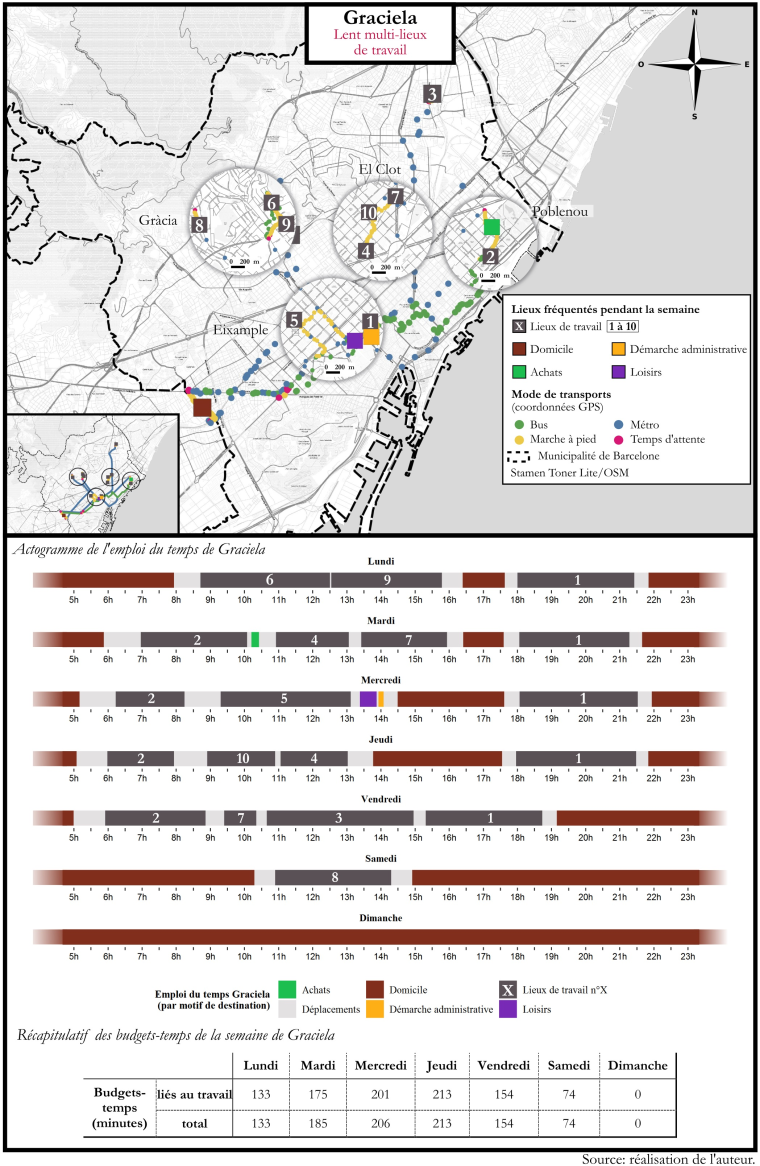 Graciela
Lent multi-lieux
de travail
N
O
E
S
3
El Clot
Gràcia
Poblenou
6
8
9
7
10
4
2
0 200 m
0 200 m
0 200 m
Eixample
5
1
0 200 m
Lieux fréquentés pendant la semaine
X Lieux de travail 1 à 10
Domicile
Démarche administrative
Achats
Loisirs
Mode de transports
(coordonnées GPS)
Bus
Métro
Marche à pied
Temps d'attente
Municipalité de Barcelone
Stamen Toner Lite/OSM
Actogramme de l'emploi du temps de Graciela
Lundi
6 9 1
5h 6h 7h 8h 9h 10h 11h 12h 13h 14h 15h 16h 17h 18h 19h 20h 21h 22h 23h
Mardi
2 4 7 1
5h 6h 7h 8h 9h 10h 11h 12h 13h 14h 15h 16h 17h 18h 19h 20h 21h 22h 23h
Mercredi
2 5 1
5h 6h 7h 8h 9h 10h 11h 12h 13h 14h 15h 16h 17h 18h 19h 20h 21h 22h 23h
Jeudi
2 10 4 1
5h 6h 7h 8h 9h 10h 11h 12h 13h 14h 15h 16h 17h 18h 19h 20h 21h 22h 23h
Vendredi
2 7 3 1
5h 6h 7h 8h 9h 10h 11h 12h 13h 14h 15h 16h 17h 18h 19h 20h 21h 22h 23h
Samedi
8
5h 6h 7h 8h 9h 10h 11h 12h 13h 14h 15h 16h 17h 18h 19h 20h 21h 22h 23h
Dimanche
5h 6h 7h 8h 9h 10h 11h 12h 13h 14h 15h 16h 17h 18h 19h 20h 21h 22h 23h
Emploi du temps Graciela
(par motif de destination)
Achats
Domicile
X Lieux de travail n°X
Déplacements
Démarche administrative
Loisirs
Récapitulatif des budgets-temps de la semaine de Graciela
Lundi Mardi Mercredi Jeudi Vendredi Samedi Dimanche
Budgets-
temps
(minutes)
liés au travail 133 175 201 213 154 74 0
total 133 185 206 213 154 74 0
Source: réalisation de l'auteur.